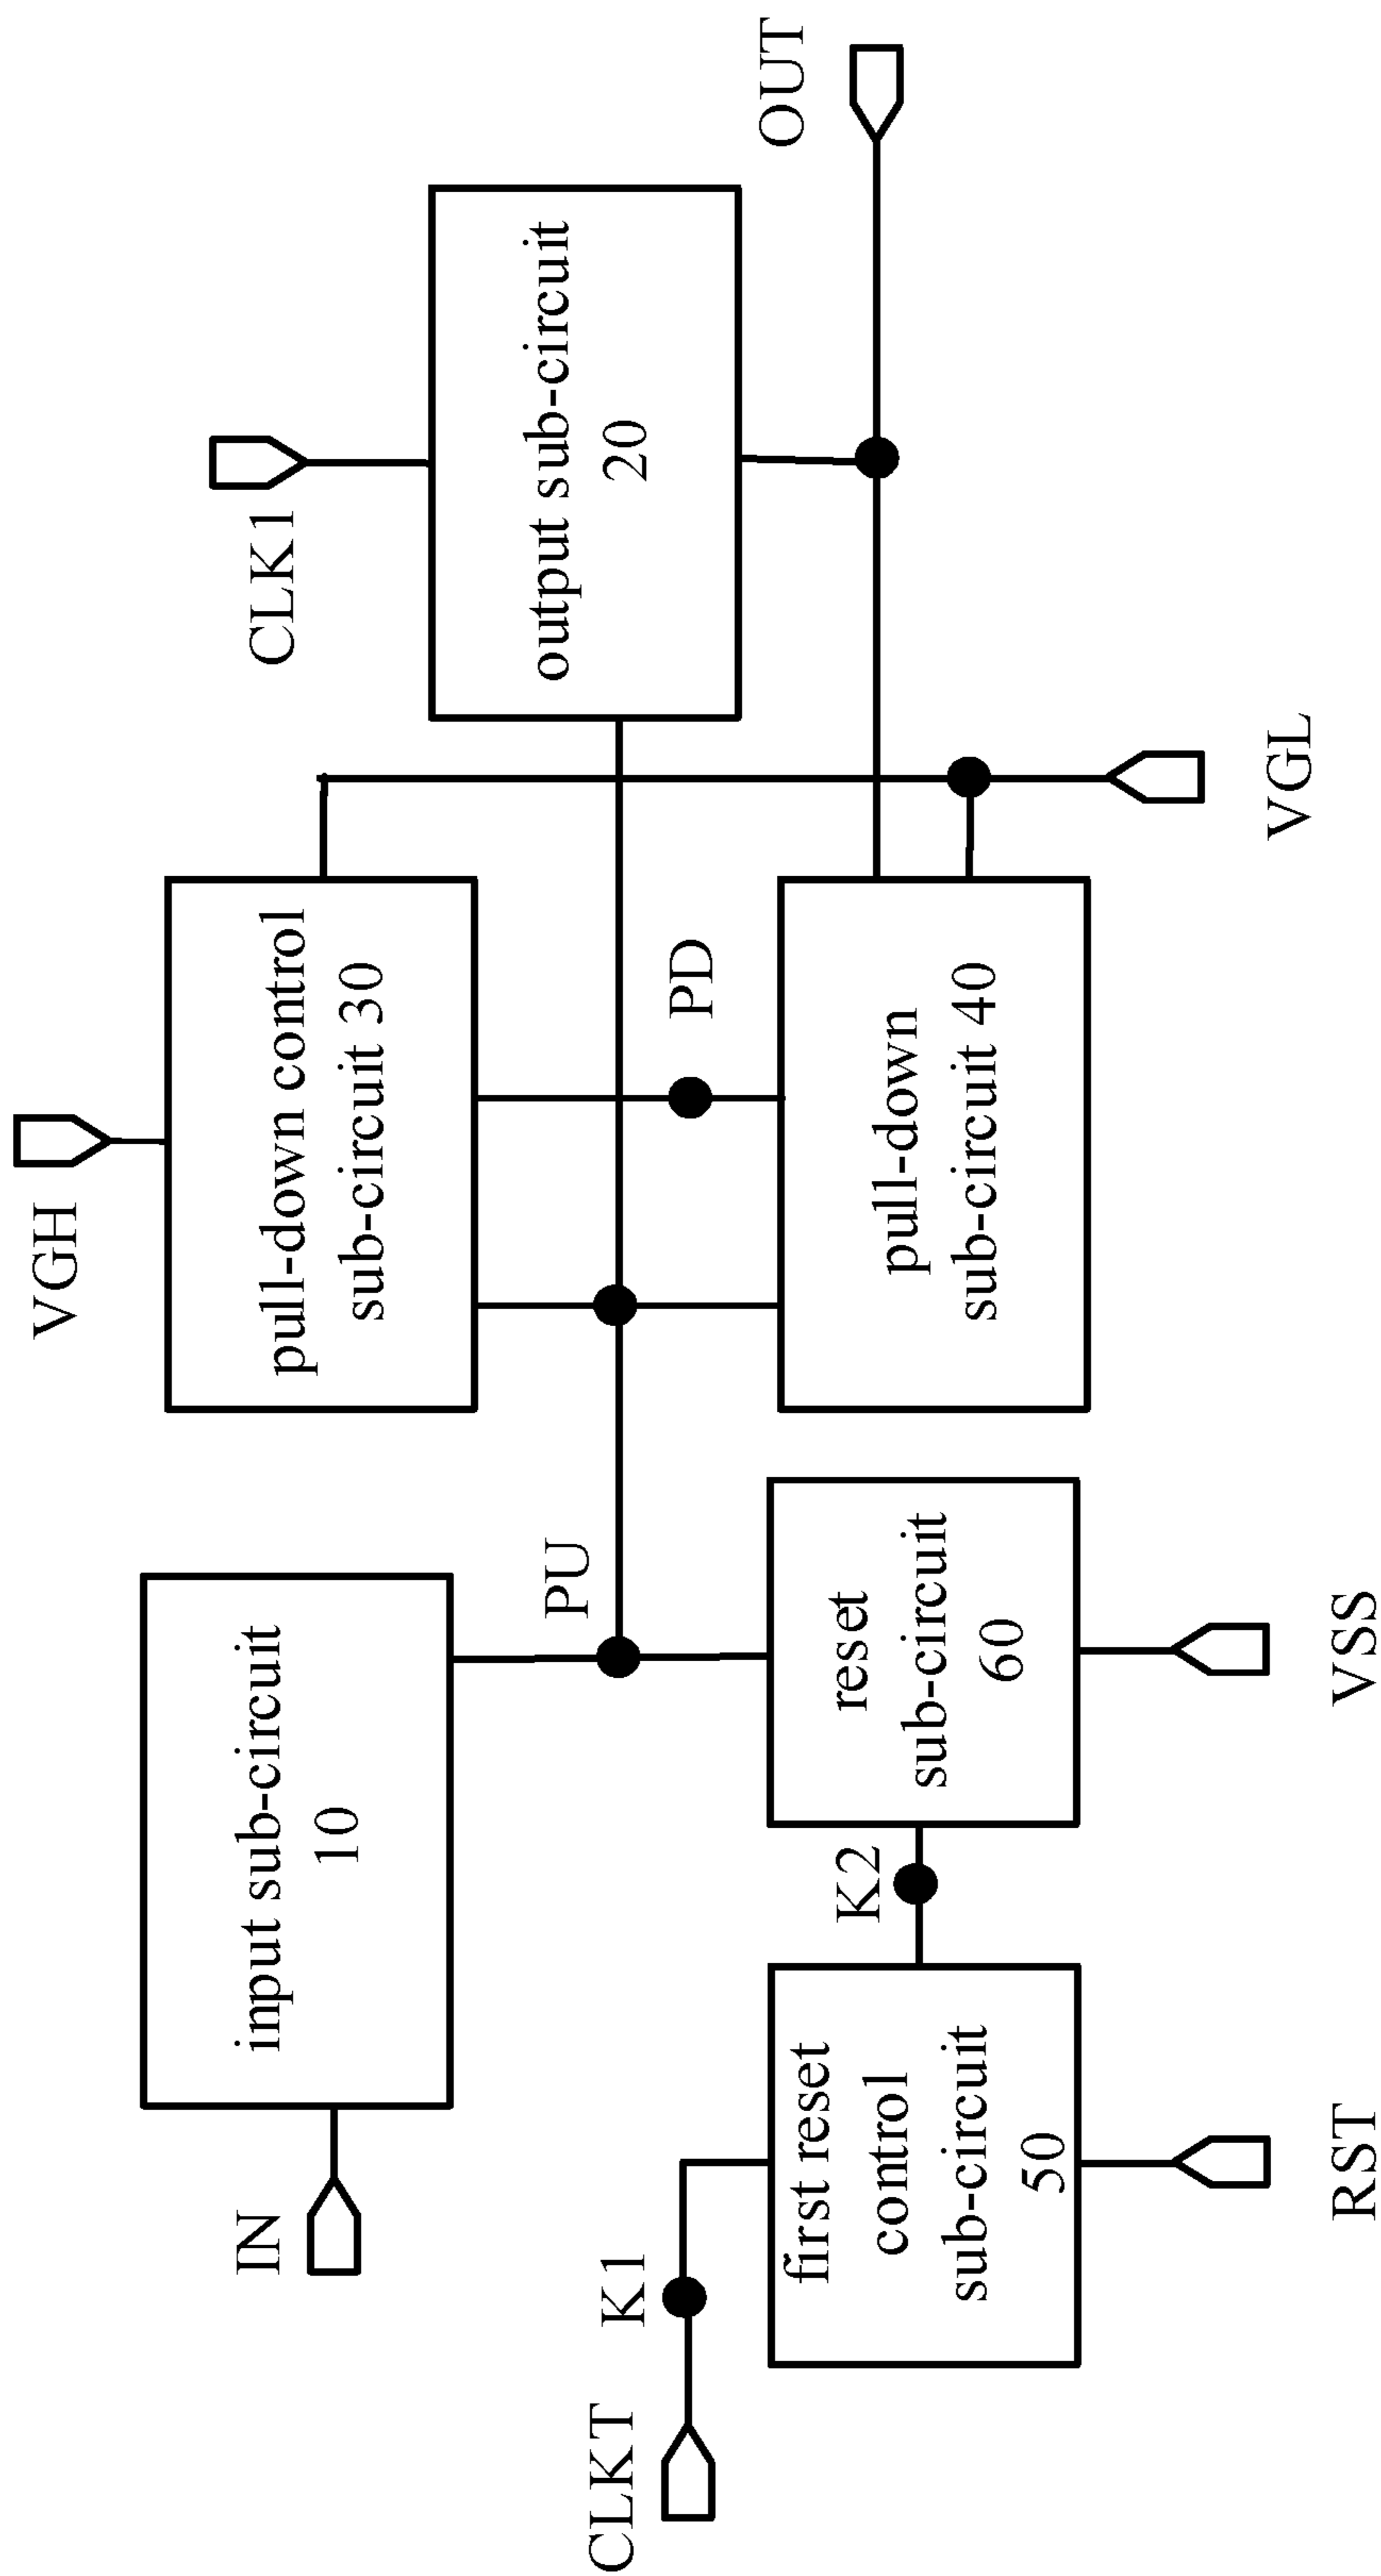 VGH
CLK1
OUT
IN
input sub-circuit
10
pull-down control
sub-circuit 30
output sub-circuit
20
PU
PD
CLKT
K1
K2
first reset
control
sub-circuit
50
reset
sub-circuit
60
pull-down
sub-circuit 40
RST
VSS
VGL